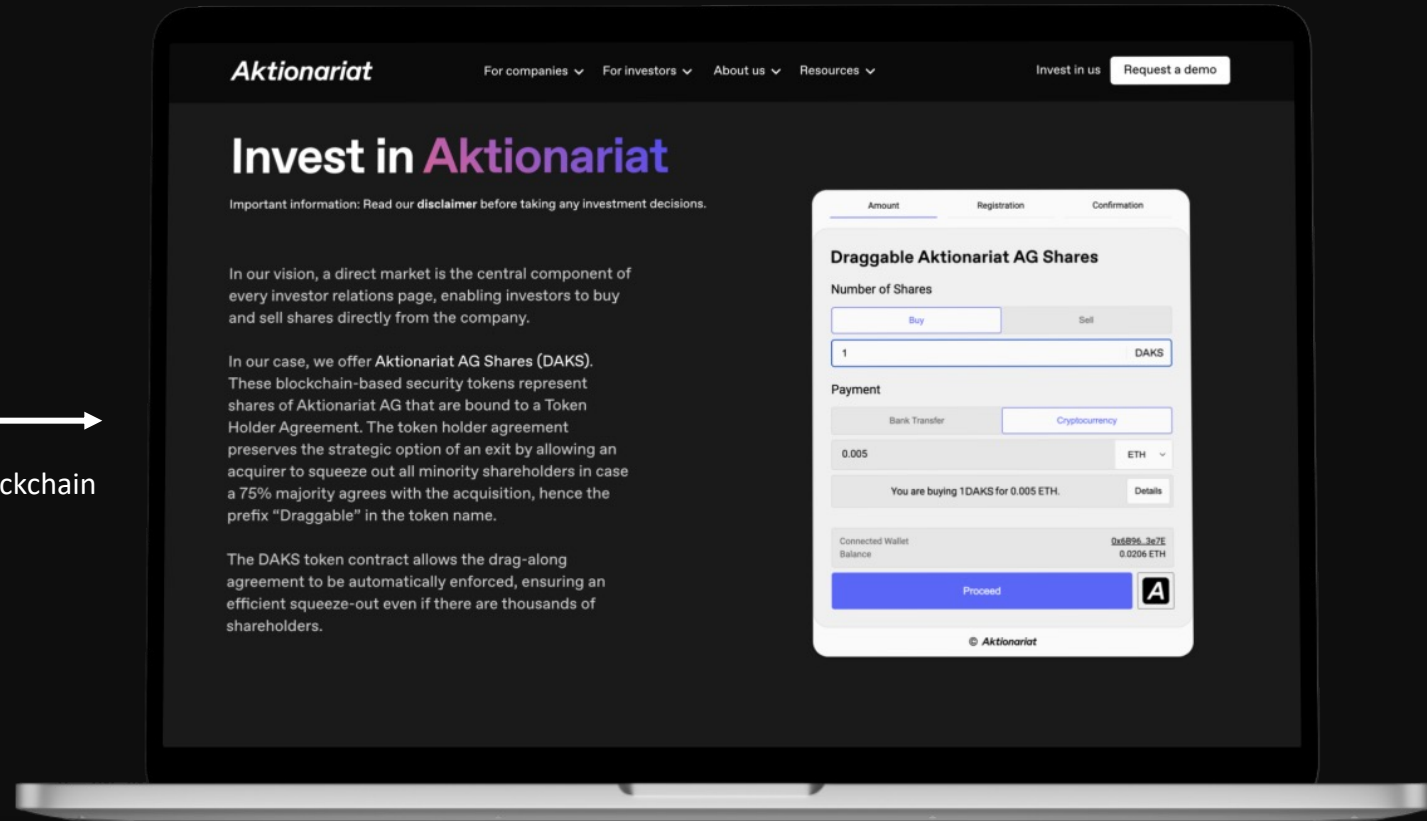 Aktionariat
For companies For investors About us Resources Invest in us Request a demo
Invest in Aktionariat
Important information: Read our disclaimer before taking any investment decisions.
In our vision, a direct market is the central component of
every investor relations page, enabling investors to buy
and sell shares directly from the company.
In our case, we offer Aktionariat AG Shares (DAKS).
These blockchain-based security tokens represent
shares of Aktionariat AG that are bound to a Token
Holder Agreement. The token holder agreement
preserves the strategic option of an exit by allowing an
acquirer to squeeze out all minority shareholders in case
a 75% majority agrees with the acquisition, hence the
prefix “Draggable” in the token name.
The DAKS token contract allows the drag-along
agreement to be automatically enforced, ensuring an
efficient squeeze-out even if there are thousands of
shareholders.
Amount Registration Confirmation
Draggable Aktionariat AG Shares
Number of Shares
Buy Sell
1 DAKS
Payment
Bank Transfer Cryptocurrency
0.005 ETH
You are buying 1 DAKS for 0.005 ETH. Details
Connected Wallet 0x6B96..3e7E
Balance 0.0206 ETH
Proceed A
© Aktionariat
ckchain